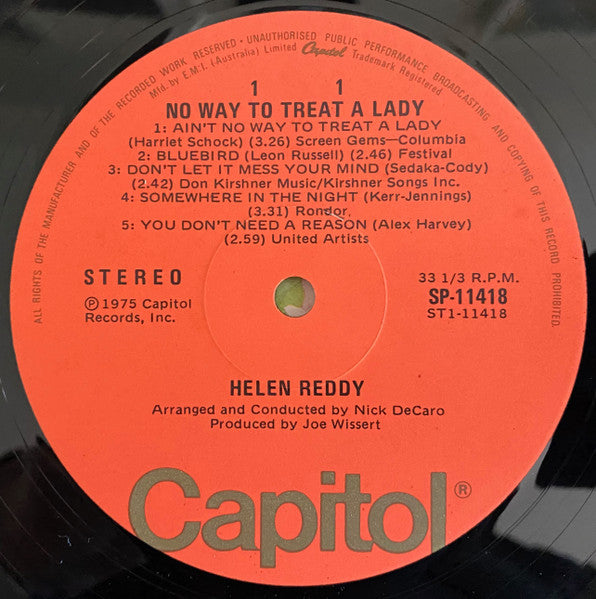 ALL RIGHTS OF THE MANUFACTURER AND OF THE OWNER OF THE RECORDED WORK RESERVED • UNAUTHORISED PUBLIC PERFORMANCE BROADCASTING AND COPYING OF THIS RECORD PROHIBITED
Mfd. by E.M.I. (Australia) Limited Capitol Trademark Registered
1 1
NO WAY TO TREAT A LADY
1: AIN'T NO WAY TO TREAT A LADY
(Harriet Schock) (3.26) Screen Gems—Columbia
2: BLUEBIRD (Leon Russell) (2.46) Festival
3: DON'T LET IT MESS YOUR MIND (Sedaka-Cody)
(2.42) Don Kirshner Music/Kirshner Songs Inc.
4: SOMEWHERE IN THE NIGHT (Kerr-Jennings)
(3.31) Rondor
5: YOU DON'T NEED A REASON (Alex Harvey)
(2.59) United Artists
STEREO
33 1/3 R.P.M.
SP-11418
℗ 1975 Capitol
Records, Inc.
ST1-11418
HELEN REDDY
Arranged and Conducted by Nick DeCaro
Produced by Joe Wissert
Capitol®